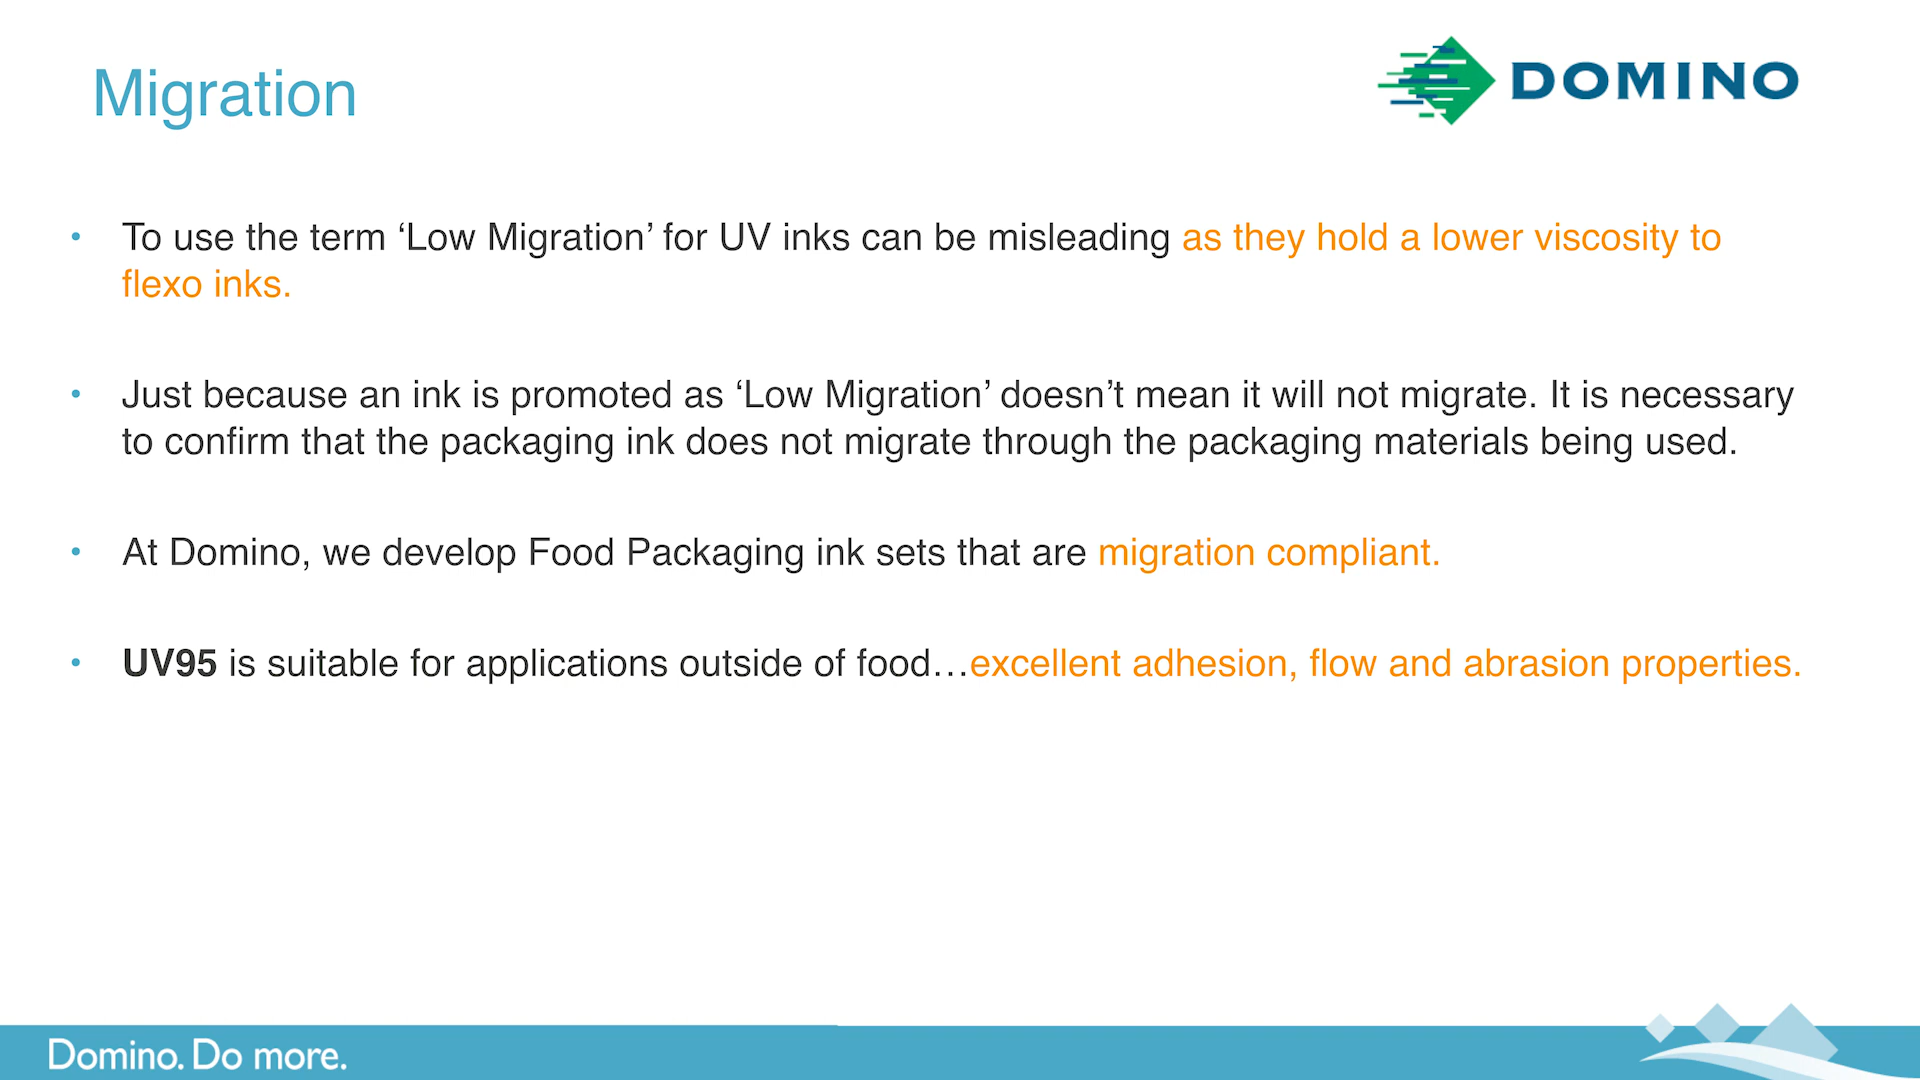 Migration
DOMINO
• To use the term ‘Low Migration’ for UV inks can be misleading as they hold a lower viscosity to
flexo inks.
• Just because an ink is promoted as ‘Low Migration’ doesn’t mean it will not migrate. It is necessary
to confirm that the packaging ink does not migrate through the packaging materials being used.
• At Domino, we develop Food Packaging ink sets that are migration compliant.
• UV95 is suitable for applications outside of food…excellent adhesion, flow and abrasion properties.
Domino. Do more.